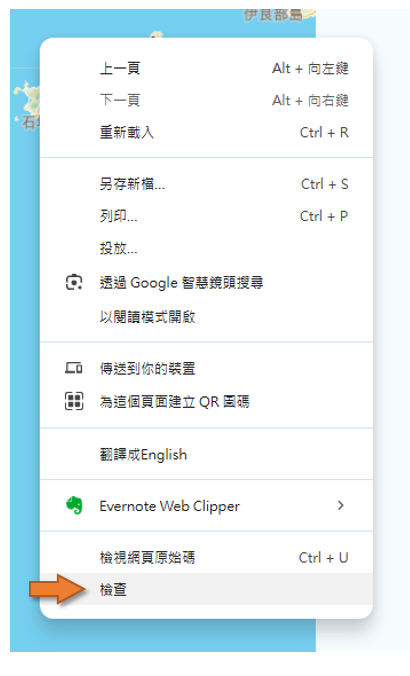 伊良部島
石
上一頁 Alt + 向左鍵
下一頁 Alt + 向右鍵
重新載入 Ctrl + R
另存新檔... Ctrl + S
列印... Ctrl + P
投放...
透過 Google 智慧鏡頭搜尋
以閱讀模式開啟
傳送到你的裝置
為這個頁面建立 QR 圖碼
翻譯成English
Evernote Web Clipper
檢視網頁原始碼 Ctrl + U
檢查